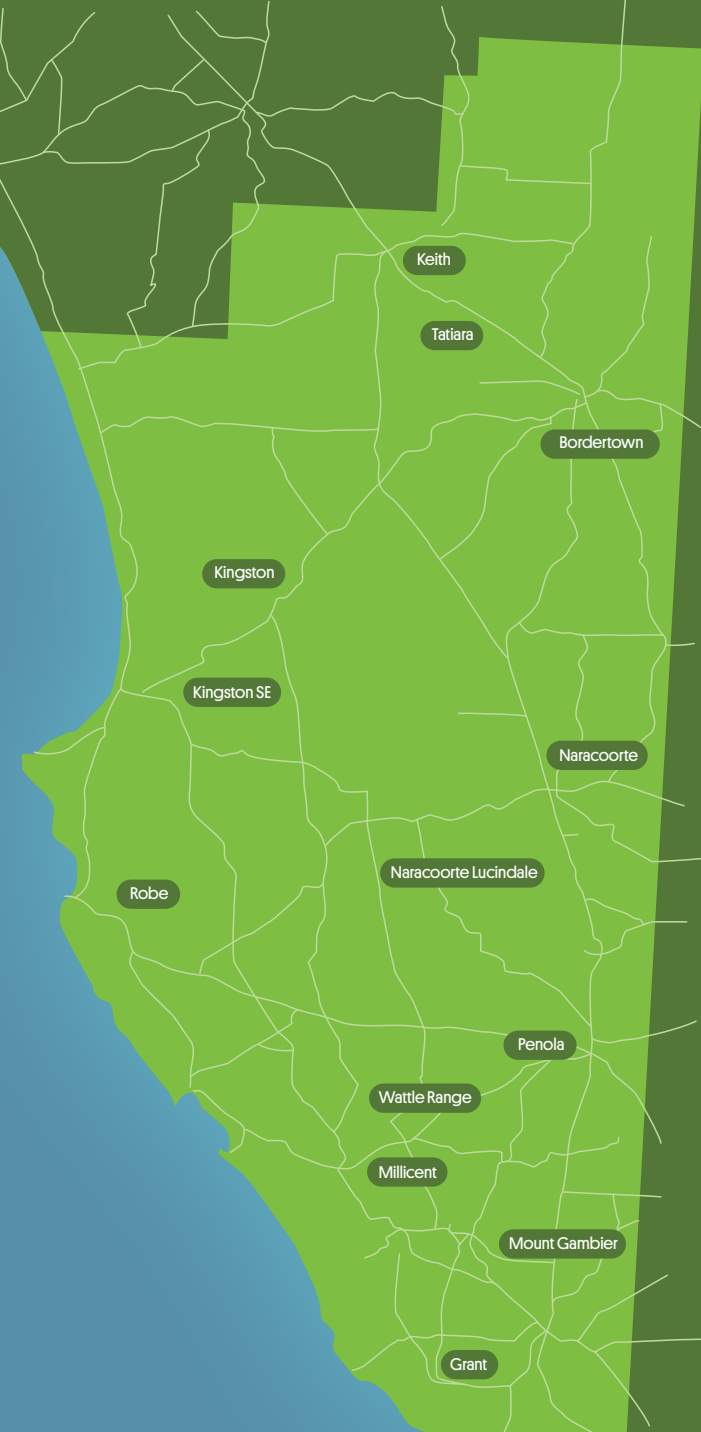 Keith
Tatiara
Bordertown
Kingston
Kingston SE
Naracoorte
Naracoorte Lucindale
Robe
Penola
Wattle Range
Millicent
Mount Gambier
Grant